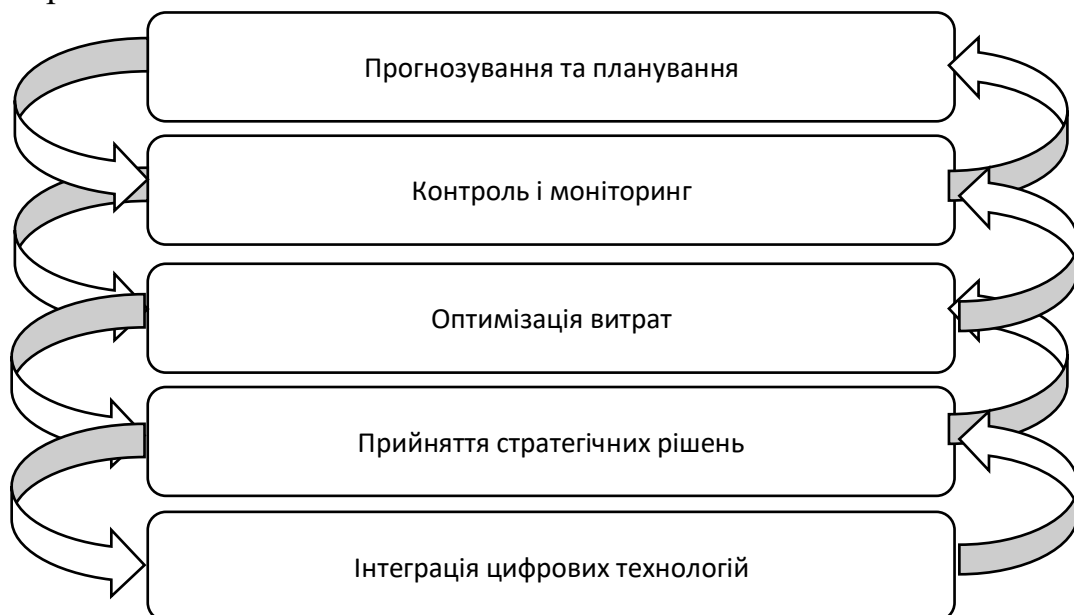 Прогнозування та планування
Контроль і моніторинг
Оптимізація витрат
Прийняття стратегічних рішень
Інтеграція цифрових технологій